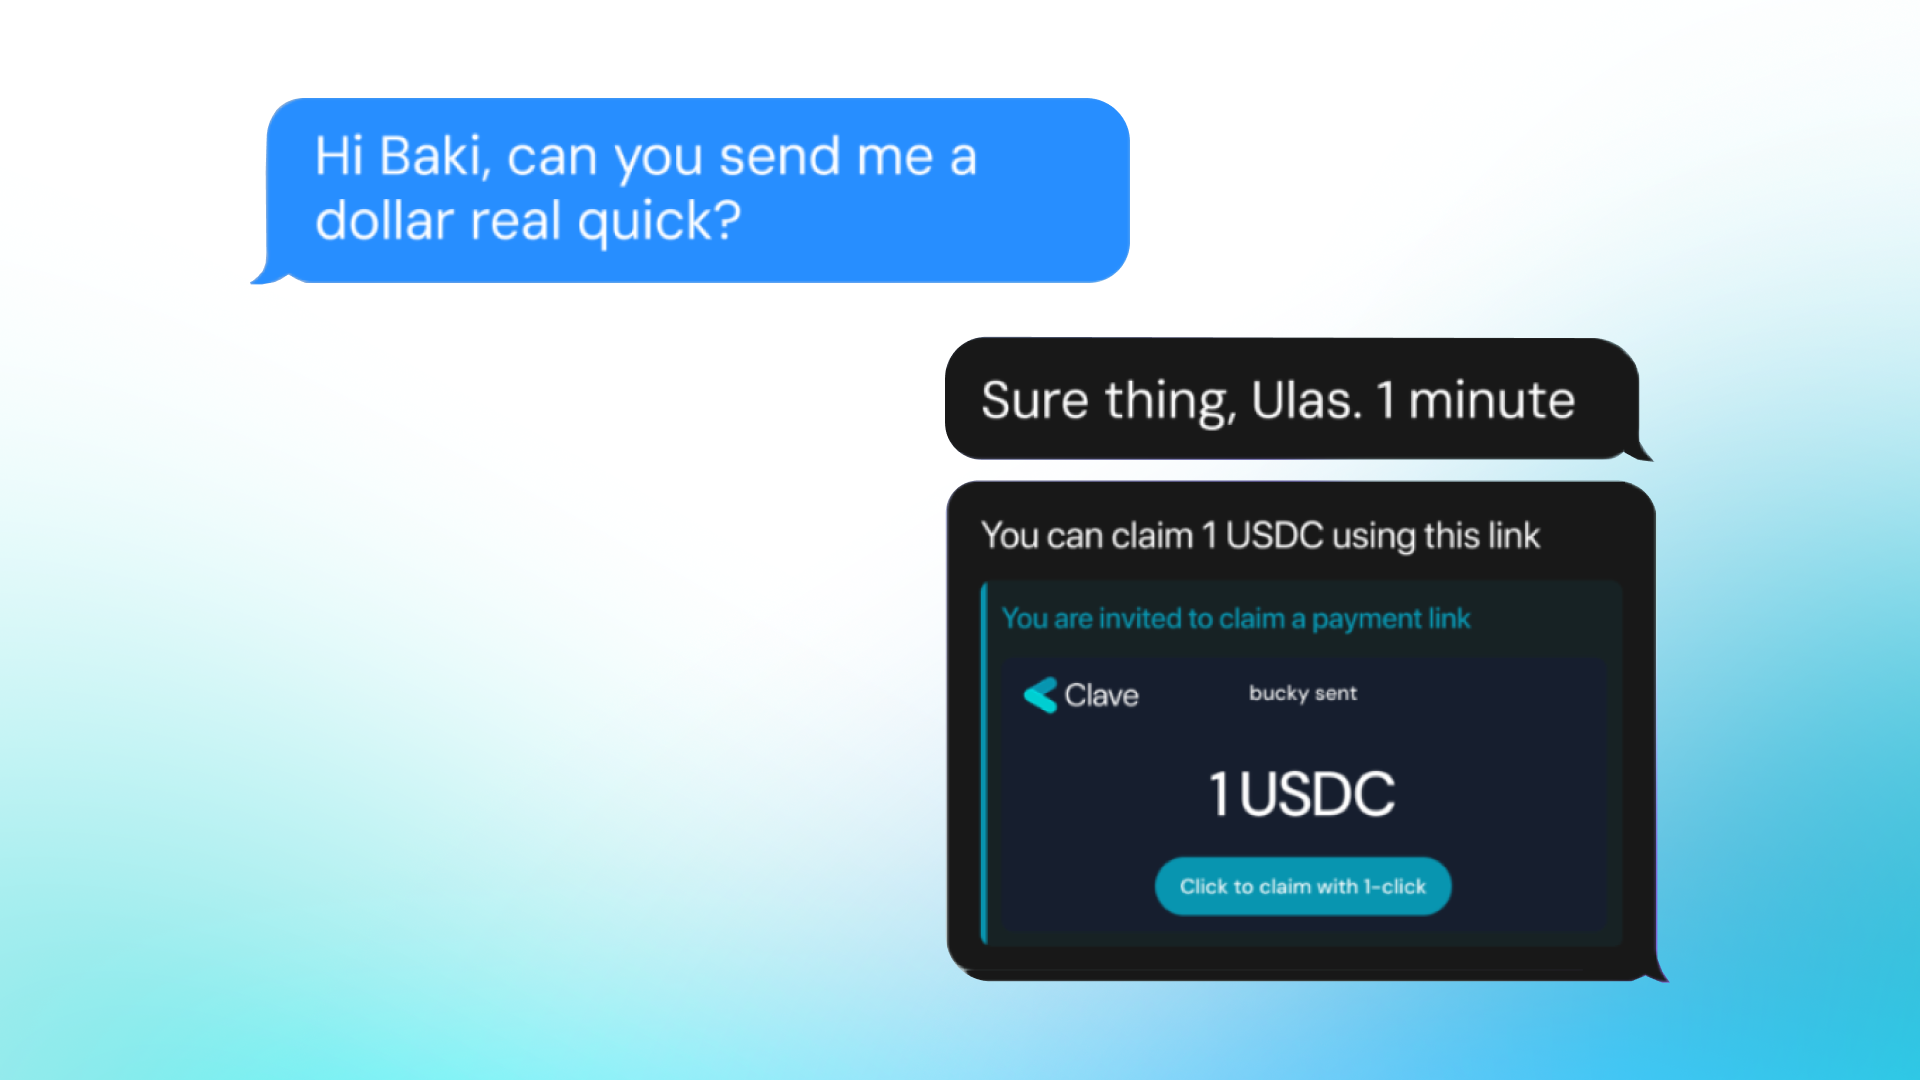 Hi Baki, can you send me a
dollar real quick?
Sure thing, Ulas. 1 minute
You can claim 1 USDC using this link
You are invited to claim a payment link
Clave
bucky sent
1 USDC
Click to claim with 1-click